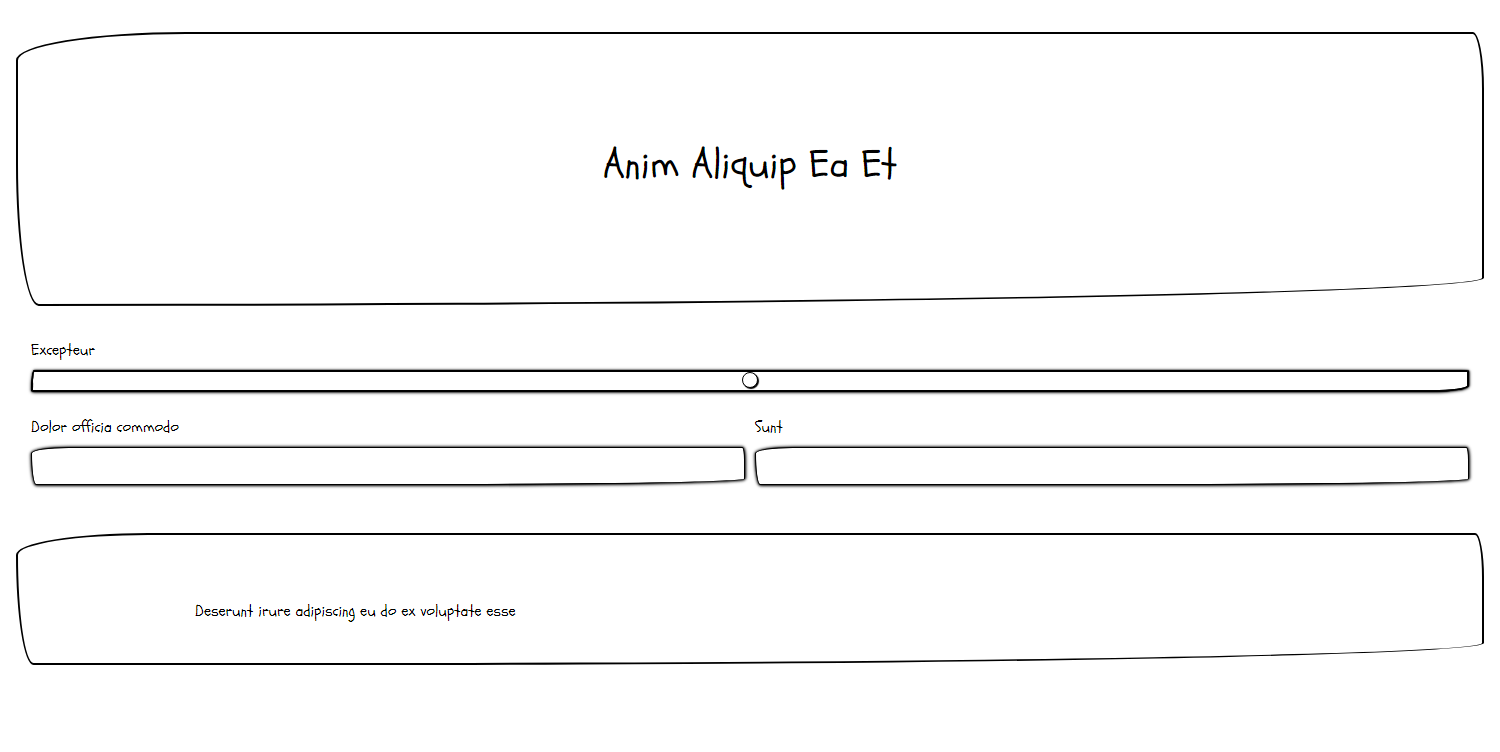 Anim Aliquip Ea Et
Excepteur
Dolor officia commodo
Sunt
Deserunt irure adipiscing eu do ex voluptate esse